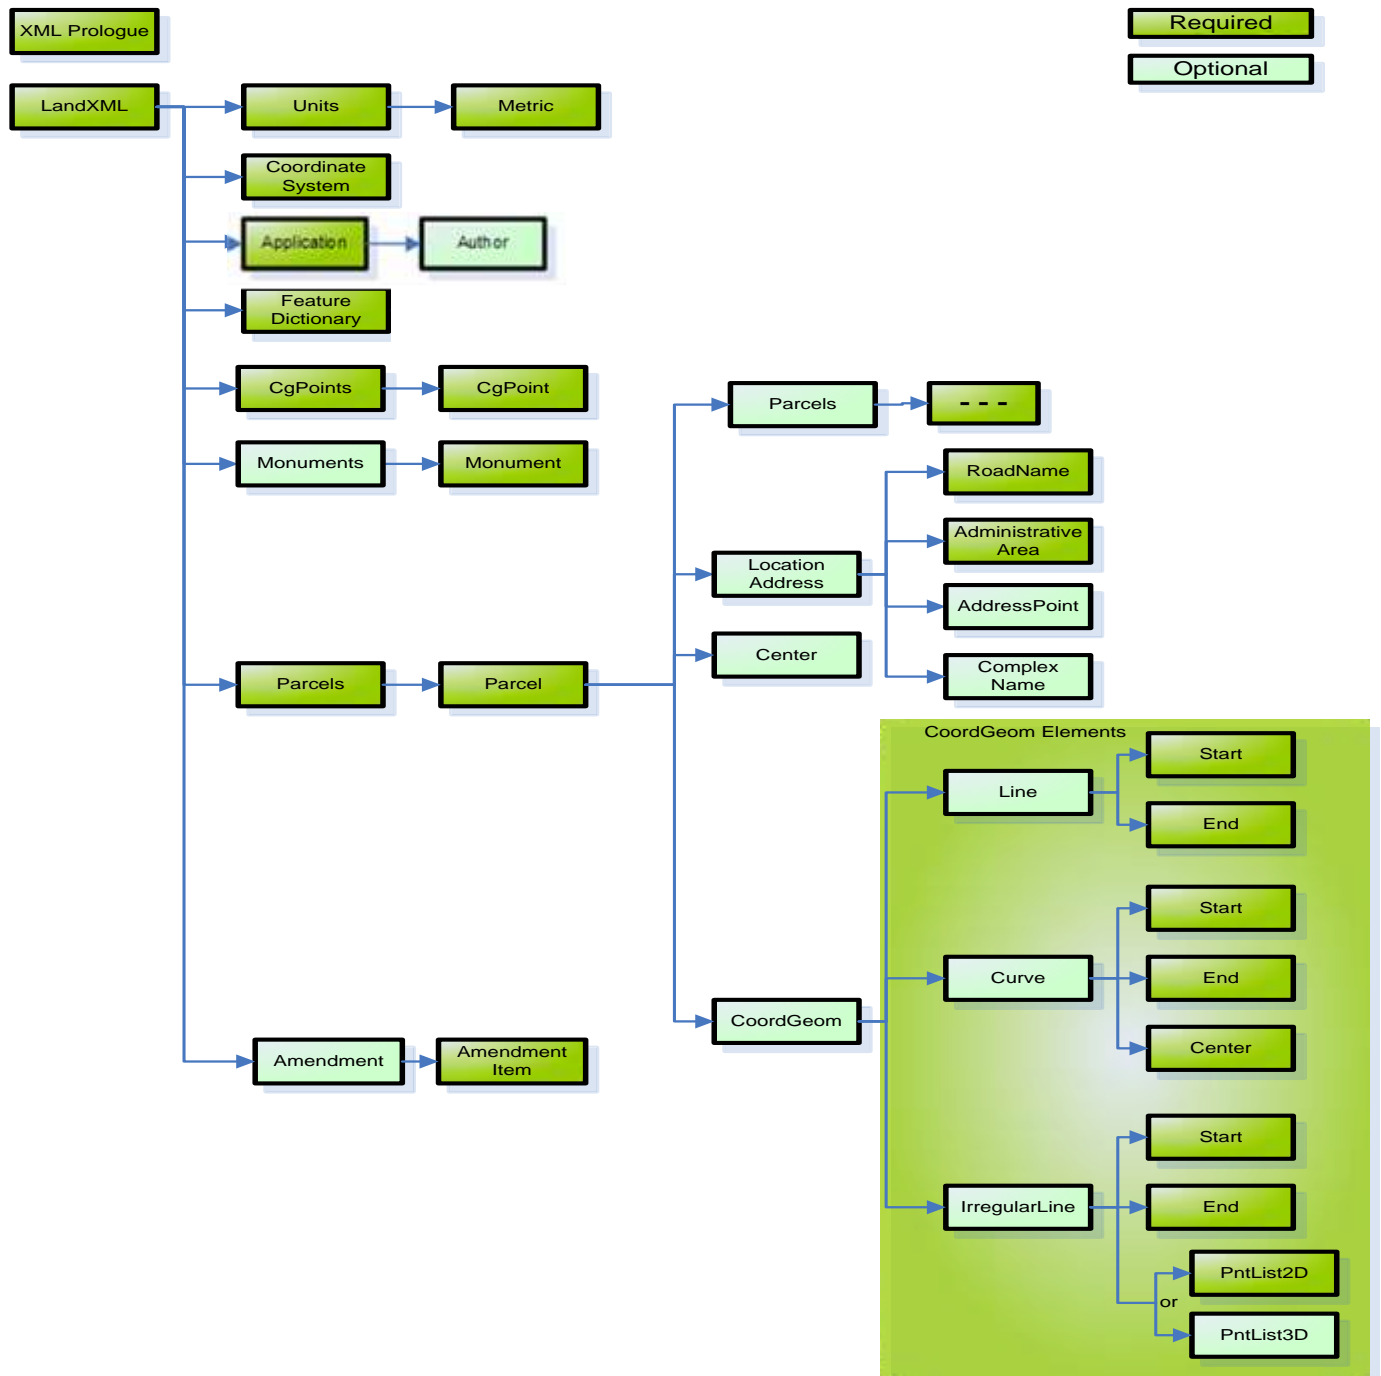 XML Prologue
Required
Optional
LandXML
Units
Metric
Coordinate
System
Application
Author
Feature
Dictionary
CgPoints
CgPoint
Parcels
- - -
Monuments
Monument
RoadName
Administrative
Area
Location
Address
AddressPoint
Center
Complex
Name
Parcels
Parcel
CoordGeom Elements
Start
Line
End
Start
Curve
End
CoordGeom
Center
Amendment
Amendment
Item
Start
IrregularLine
End
PntList2D
or
PntList3D